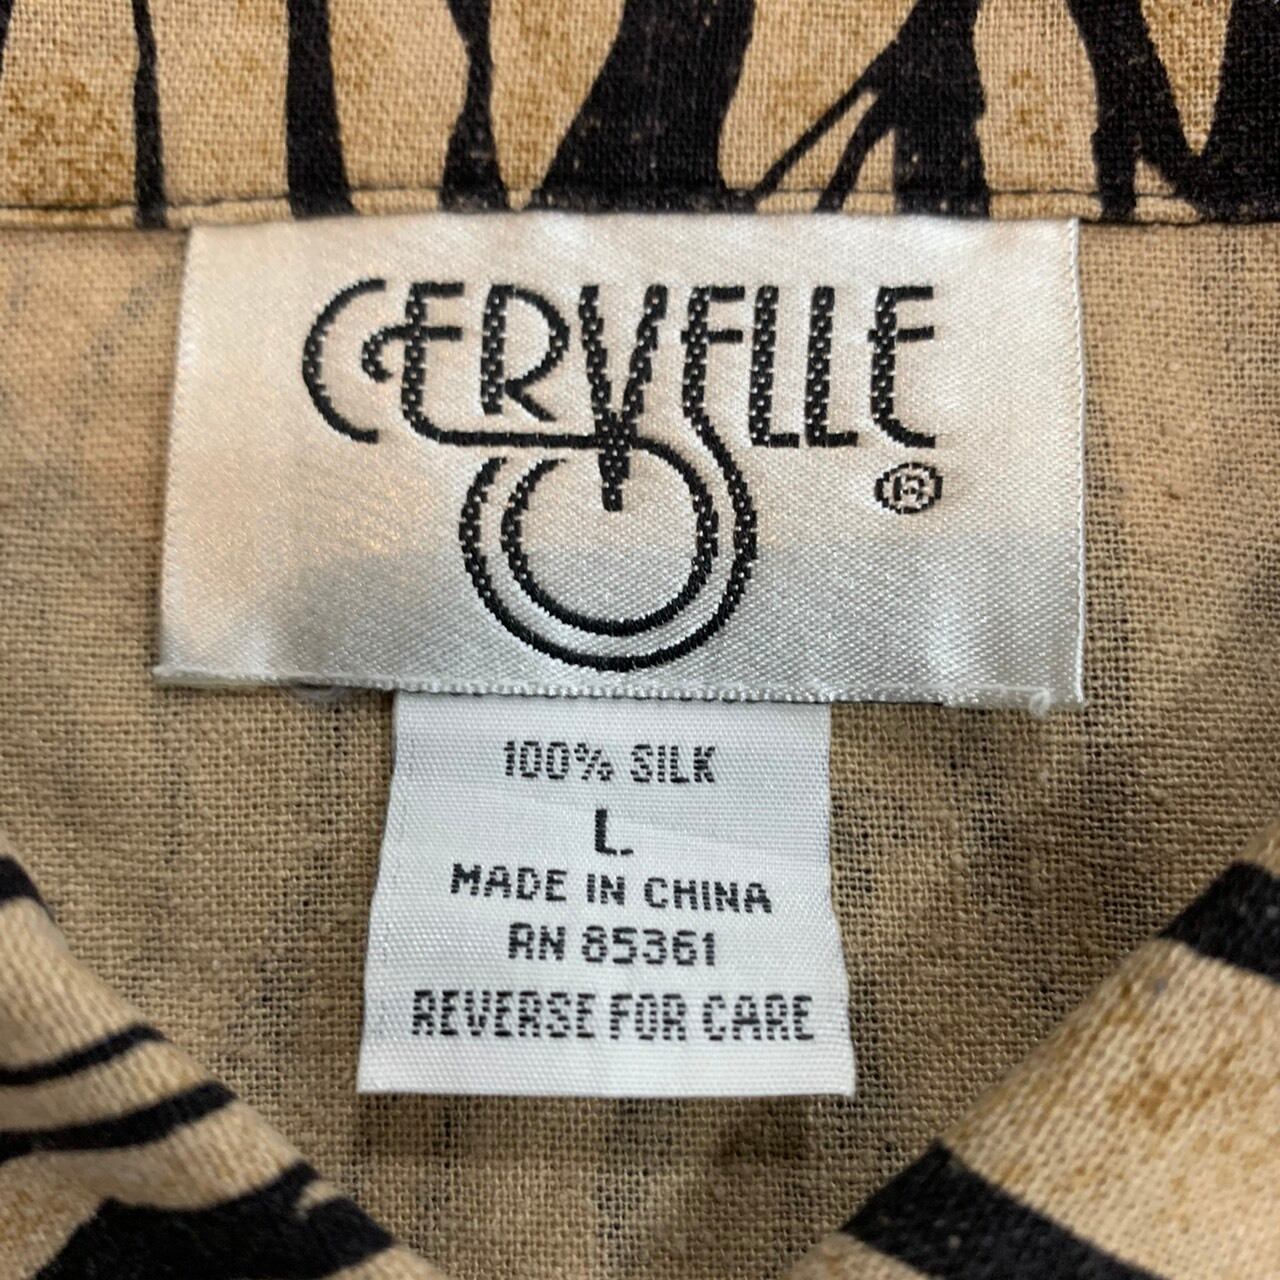 CERVELLE
®
100% SILK
L.
MADE IN CHINA
RN 85361
REVERSE FOR CARE